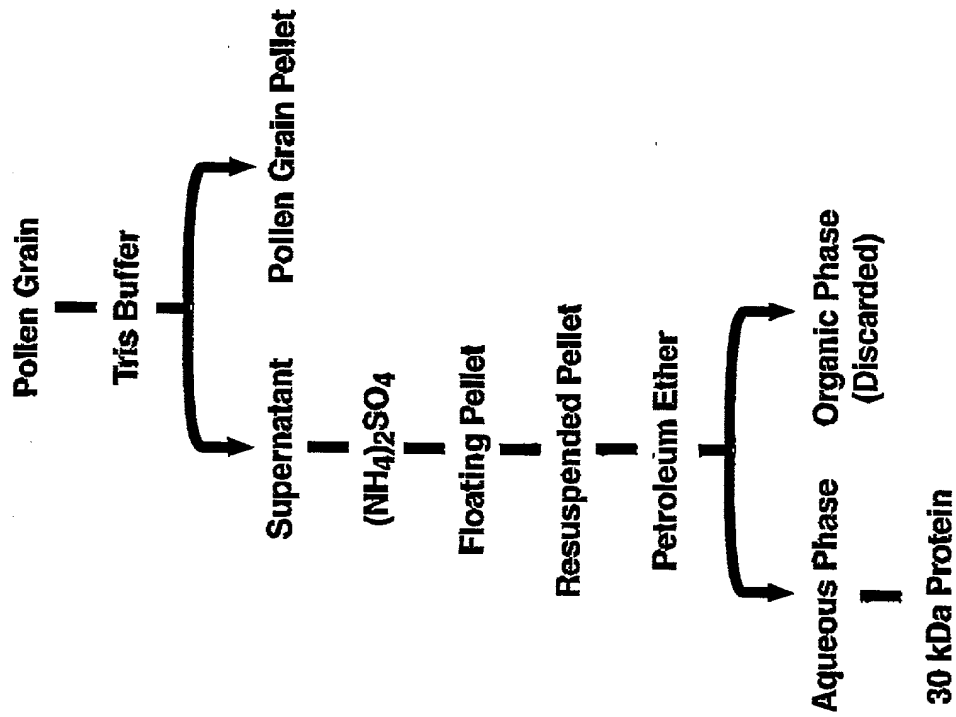 Pollen Grain
Tris Buffer
Supernatant
Pollen Grain Pellet
(NH4)2SO4
Floating Pellet
Resuspended Pellet
Petroleum Ether
Aqueous Phase
Organic Phase
(Discarded)
30 kDa Protein